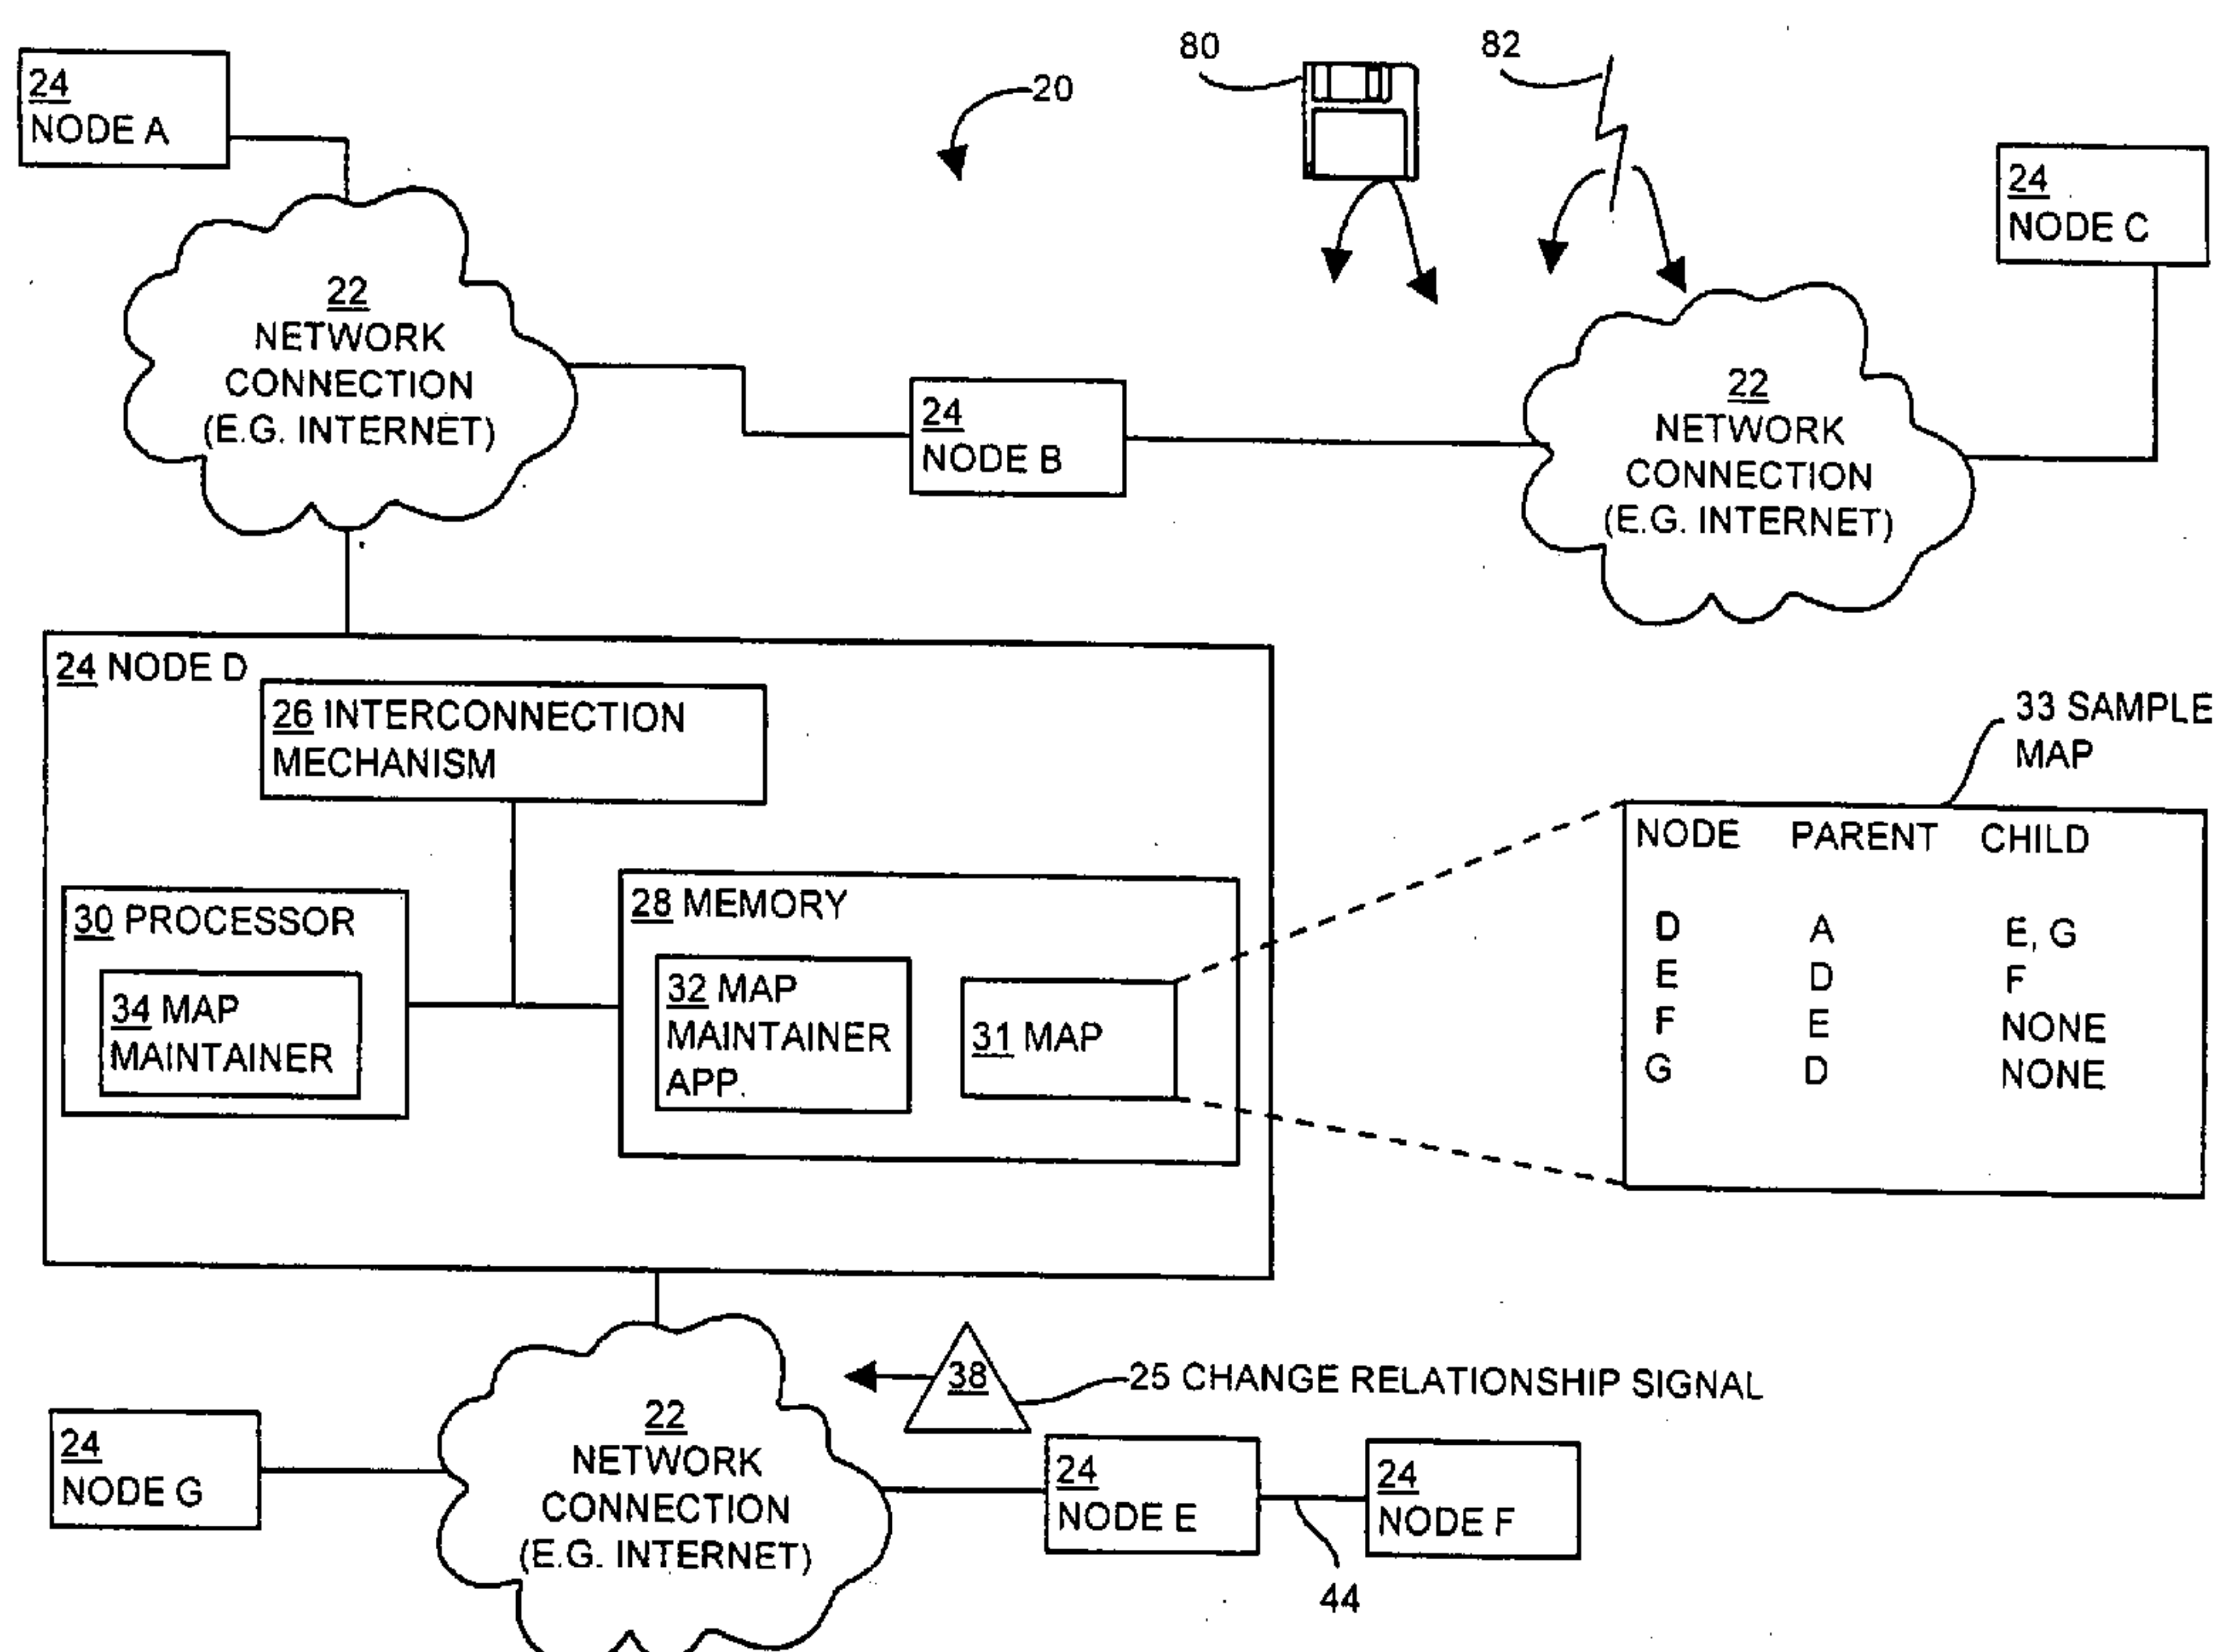 24
NODE A
20
80
82
24
NODE C
22
NETWORK
CONNECTION
(E.G. INTERNET)
24
NODE B
22
NETWORK
CONNECTION
(E.G. INTERNET)
24 NODE D
26 INTERCONNECTION
MECHANISM
30 PROCESSOR
34 MAP
MAINTAINER
28 MEMORY
32 MAP
MAINTAINER
APP.
31 MAP
33 SAMPLE
MAP
NODE PARENT CHILD
D A E, G
E D F
F E NONE
G D NONE
38
25 CHANGE RELATIONSHIP SIGNAL
24
NODE G
22
NETWORK
CONNECTION
(E.G. INTERNET)
24
NODE E
24
NODE F
44